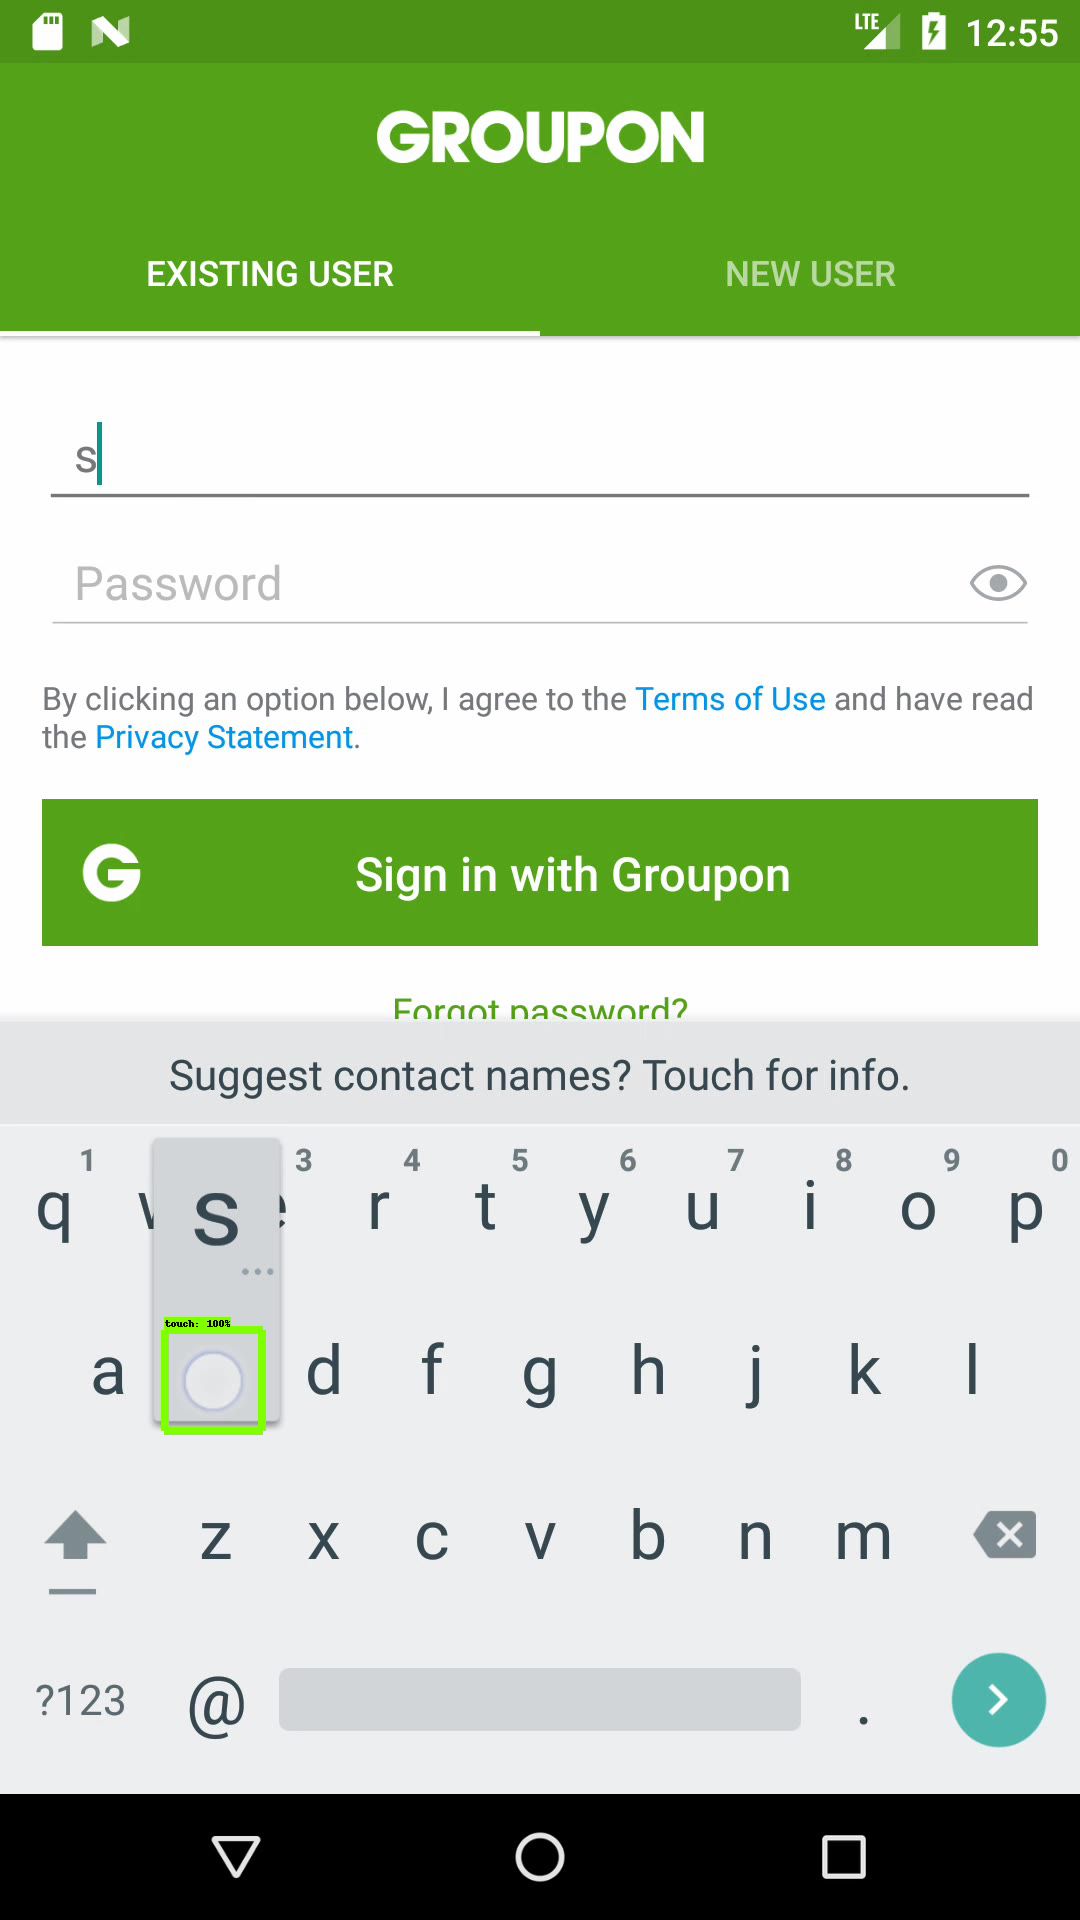 LTE 12:55
GROUPON
EXISTING USER NEW USER
s
Password
By clicking an option below, I agree to the Terms of Use and have read
the Privacy Statement.
G Sign in with Groupon
Forgot password?
Suggest contact names? Touch for info.
1 3 4 5 6 7 8 9 0
q w s e r t y u i o p
touch: 100%
a d f g h j k l
z x c v b n m
?123 @ .